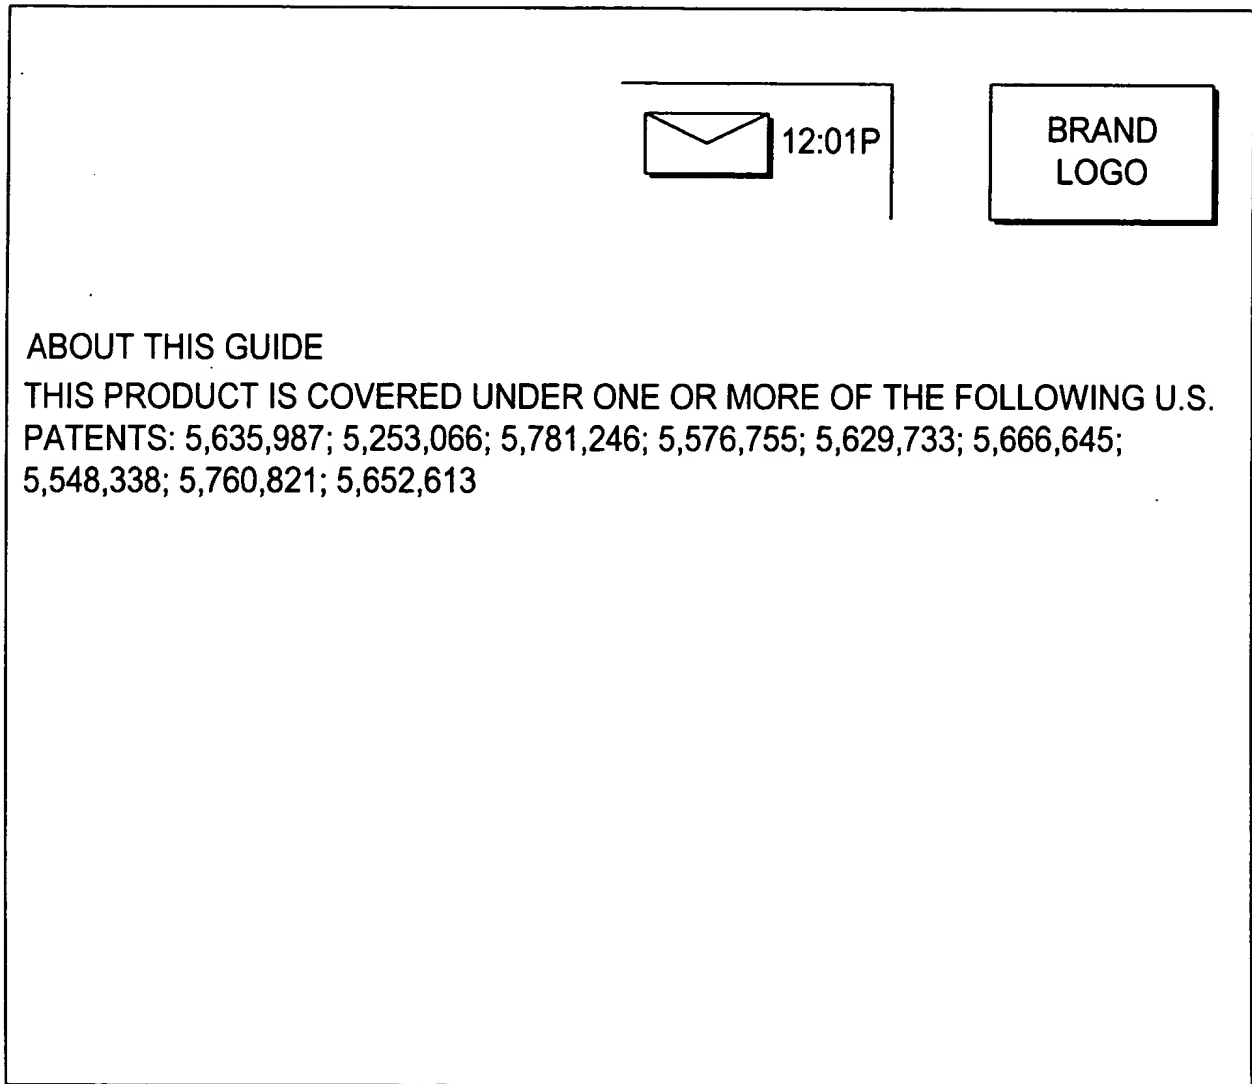 12:01P
BRAND
LOGO
ABOUT THIS GUIDE
THIS PRODUCT IS COVERED UNDER ONE OR MORE OF THE FOLLOWING U.S.
PATENTS: 5,635,987; 5,253,066; 5,781,246; 5,576,755; 5,629,733; 5,666,645;
5,548,338; 5,760,821; 5,652,613